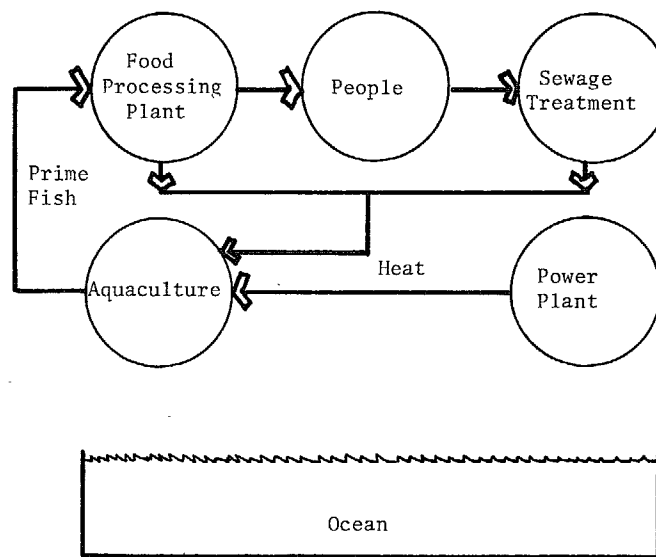 Food
Processing
Plant
People
Sewage
Treatment
Prime
Fish
Aquaculture
Heat
Power
Plant
Ocean